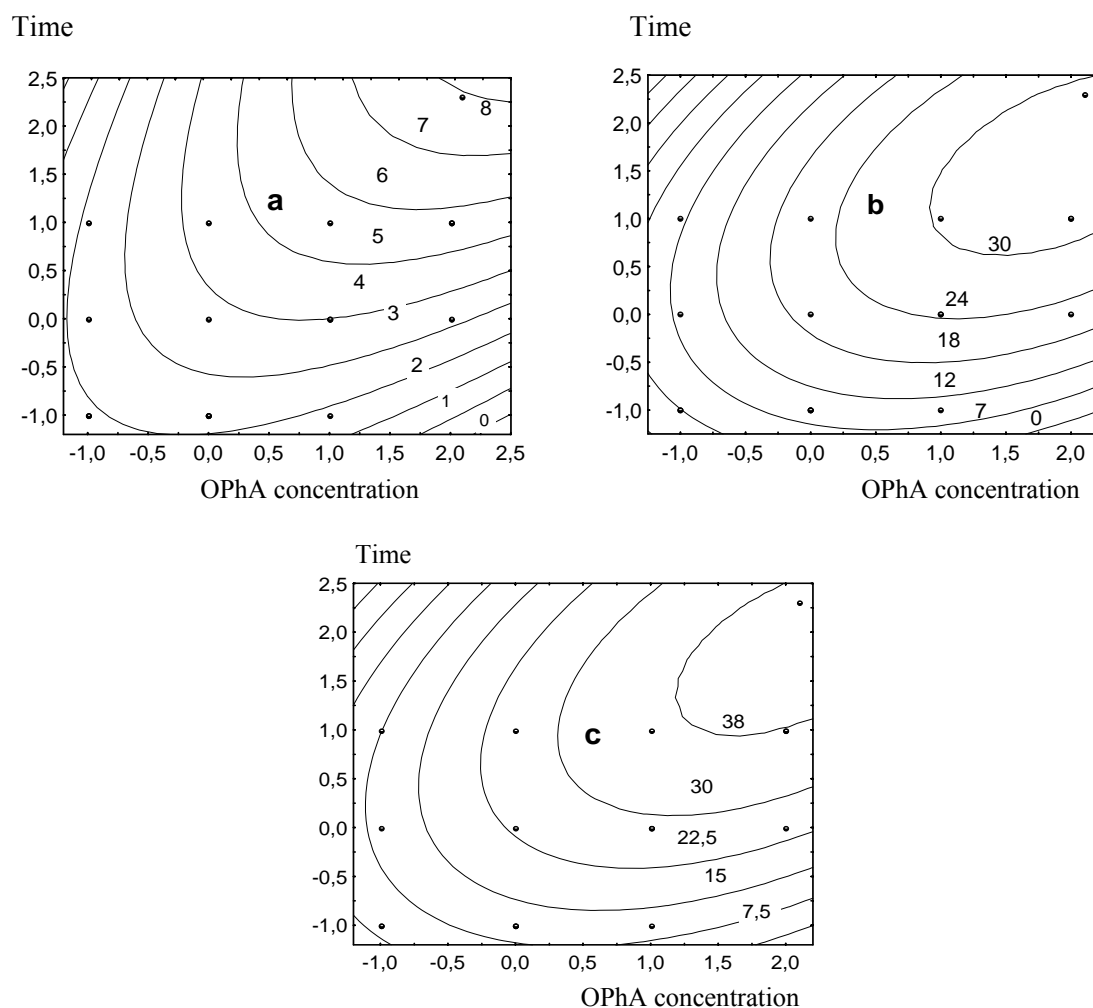 Time Time
2,5 2,5
8
2,0 7 2,0
1,5 6 1,5
a b
1,0 1,0
5 30
0,5 4 0,5
3 24
0,0 0,0
18
-0,5 2 -0,5
12
1 7
-1,0 0 -1,0 0
-1,0 -0,5 0,0 0,5 1,0 1,5 2,0 2,5 -1,0 -0,5 0,0 0,5 1,0 1,5 2,0
OPhA concentration OPhA concentration
Time
2,5
2,0
1,5
38
1,0 c
0,5 30
0,0 22,5
-0,5 15
7,5
-1,0
-1,0 -0,5 0,0 0,5 1,0 1,5 2,0
OPhA concentration